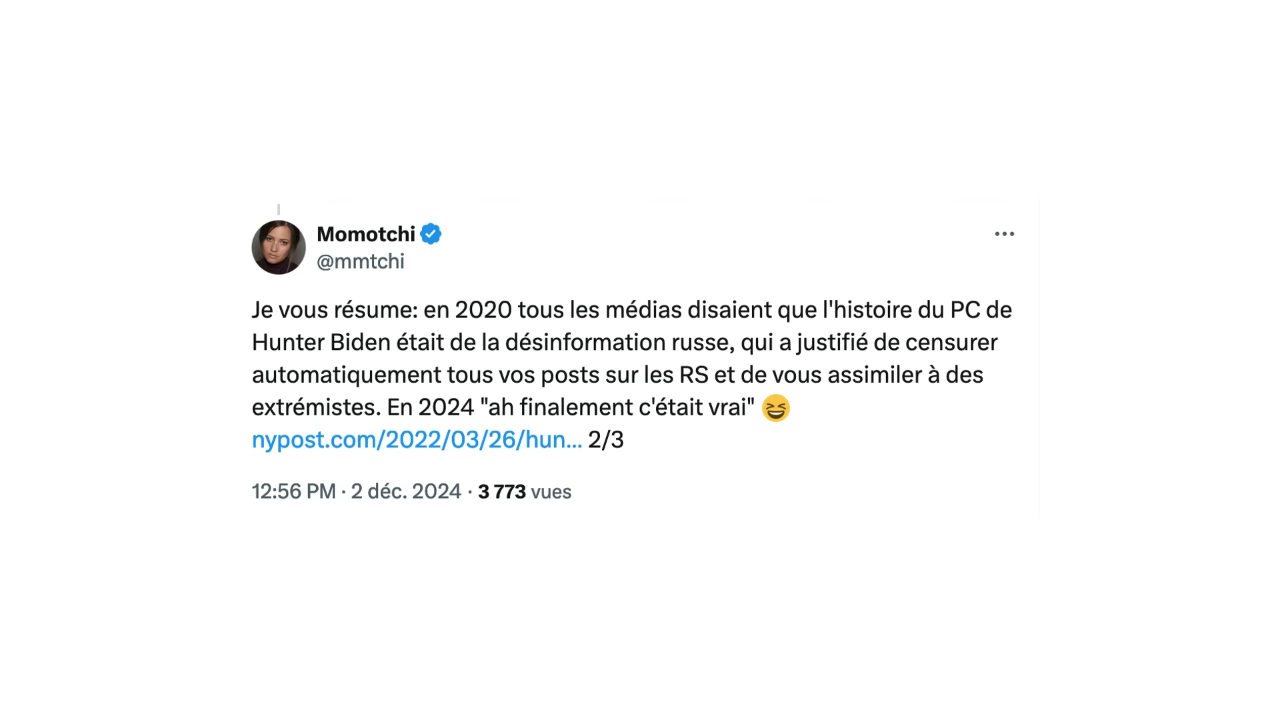 Momotchi
@mmtchi
Je vous résume: en 2020 tous les médias disaient que l'histoire du PC de
Hunter Biden était de la désinformation russe, qui a justifié de censurer
automatiquement tous vos posts sur les RS et de vous assimiler à des
extrémistes. En 2024 "ah finalement c'était vrai" 😆
nypost.com/2022/03/26/hun... 2/3
12:56 PM · 2 déc. 2024 · 3 773 vues